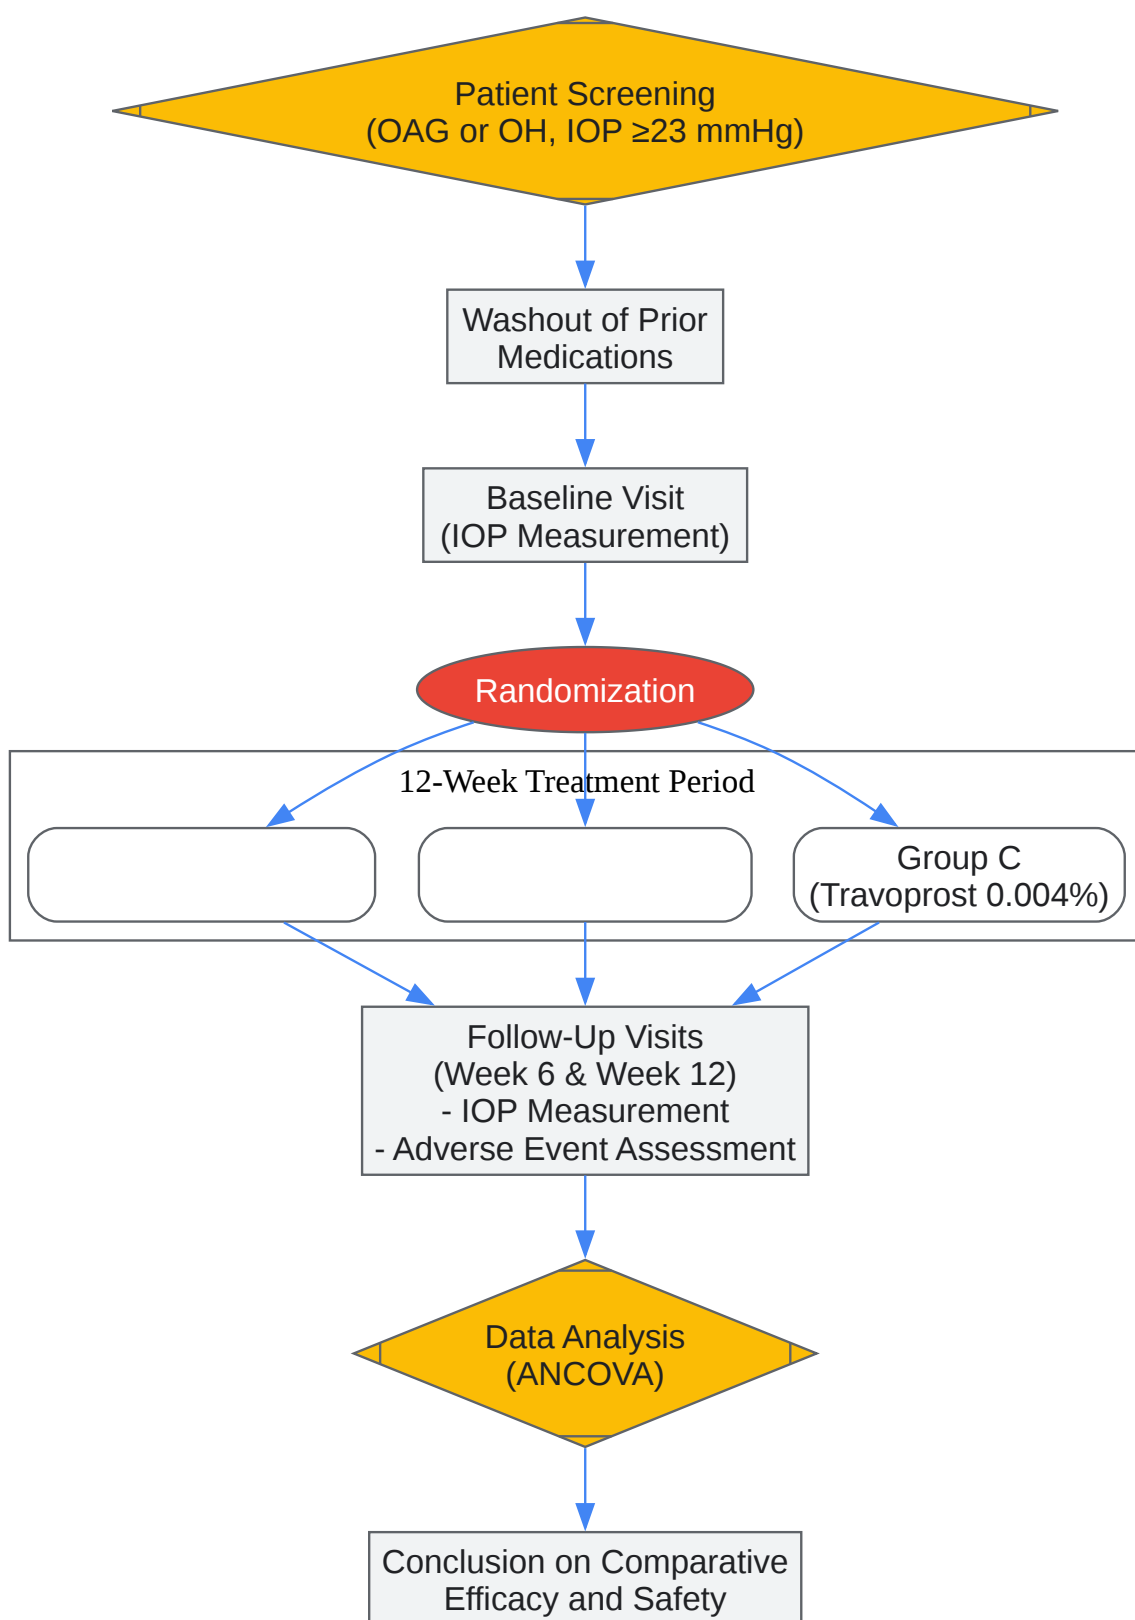 Patient Screening
(OAG or OH, IOP ≥23 mmHg)
Washout of Prior
Medications
Baseline Visit
(IOP Measurement)
Randomization
12-Week Treatment Period
Group C
(Travoprost 0.004%)
Follow-Up Visits
(Week 6 & Week 12)
- IOP Measurement
- Adverse Event Assessment
Data Analysis
(ANCOVA)
Conclusion on Comparative
Efficacy and Safety